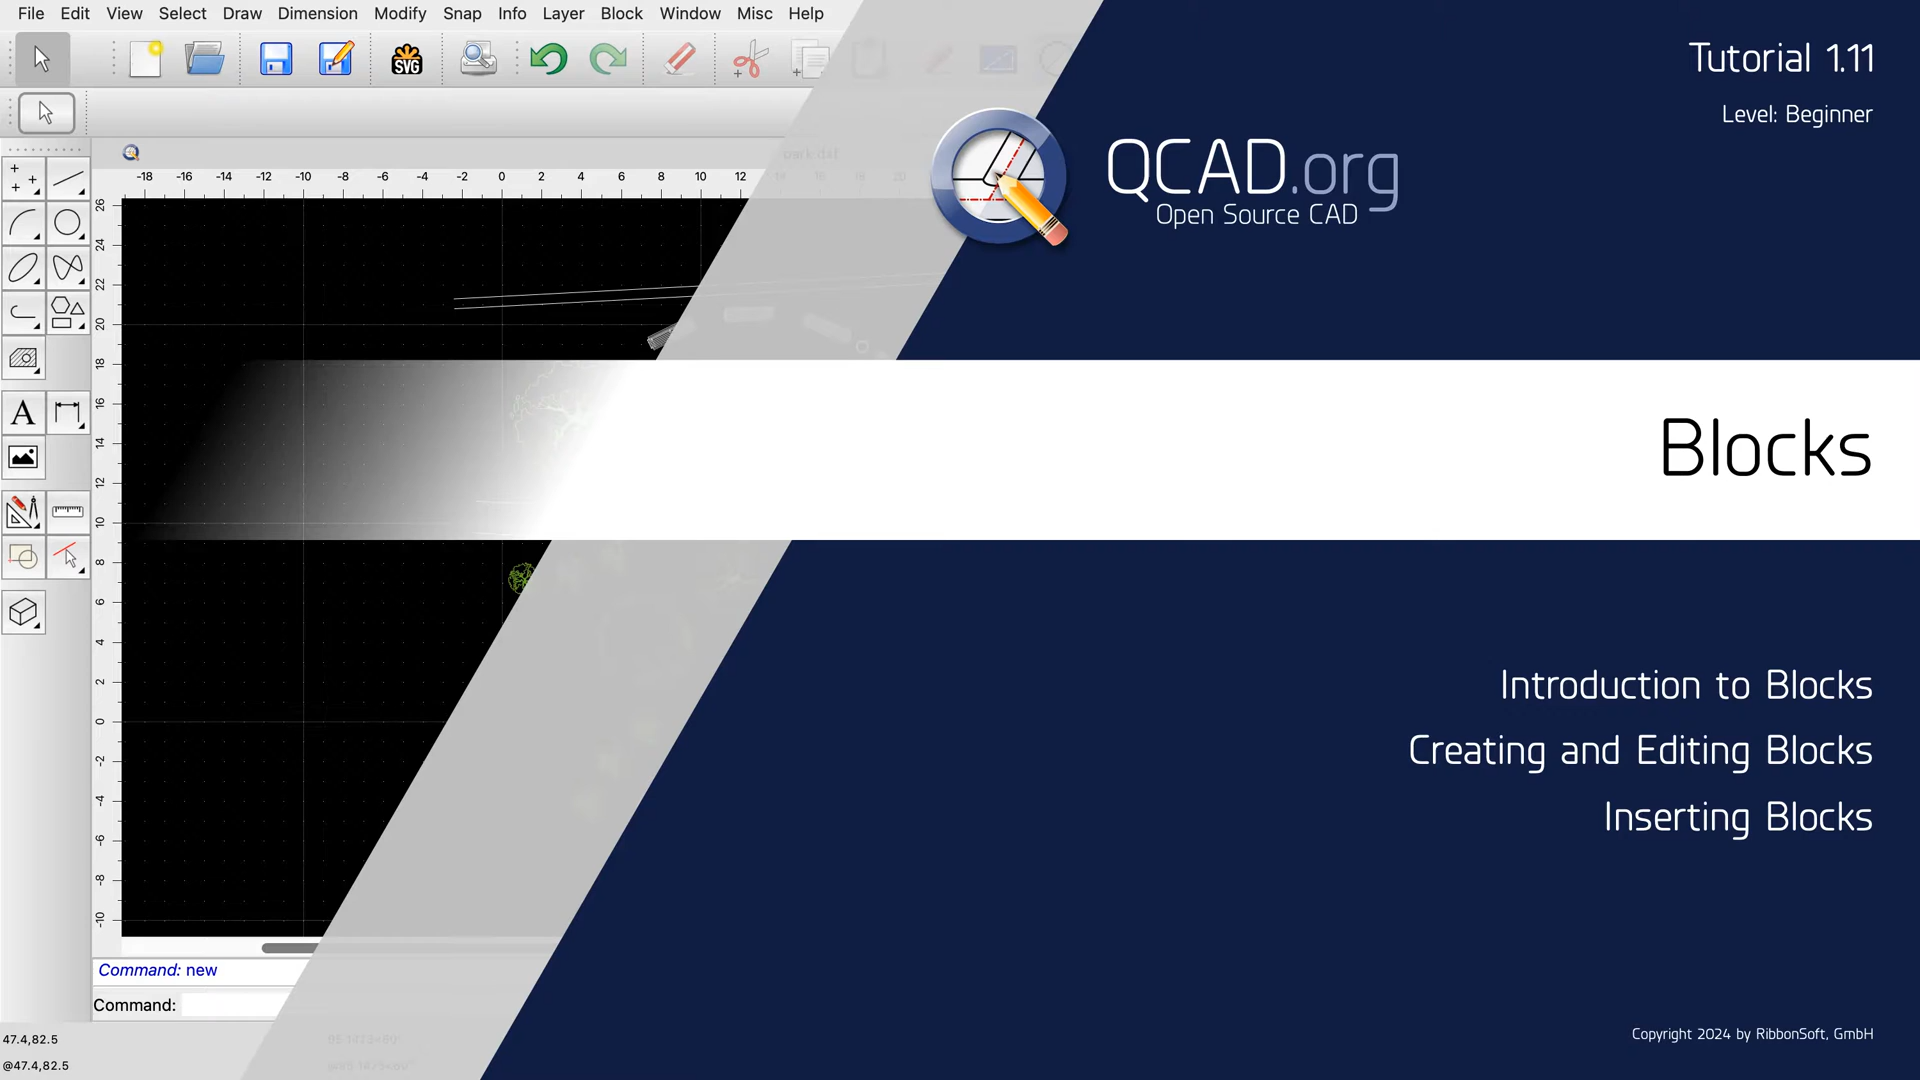 File Edit View Select Draw Dimension Modify Snap Info Layer Block Window Misc Help
SVG
-18 -16 -14 -12 -10 -8 -6 -4 -2 0 2 4 6 8 10 12
26
24
22
20
18
16
14
12
10
8
6
4
2
0
-2
-4
-6
-8
-10
A
Command: new
Command:
47.4,82.5
@47.4,82.5
Tutorial 1.11
Level: Beginner
QCAD.org
Open Source CAD
Blocks
Introduction to Blocks
Creating and Editing Blocks
Inserting Blocks
Copyright 2024 by RibbonSoft, GmbH